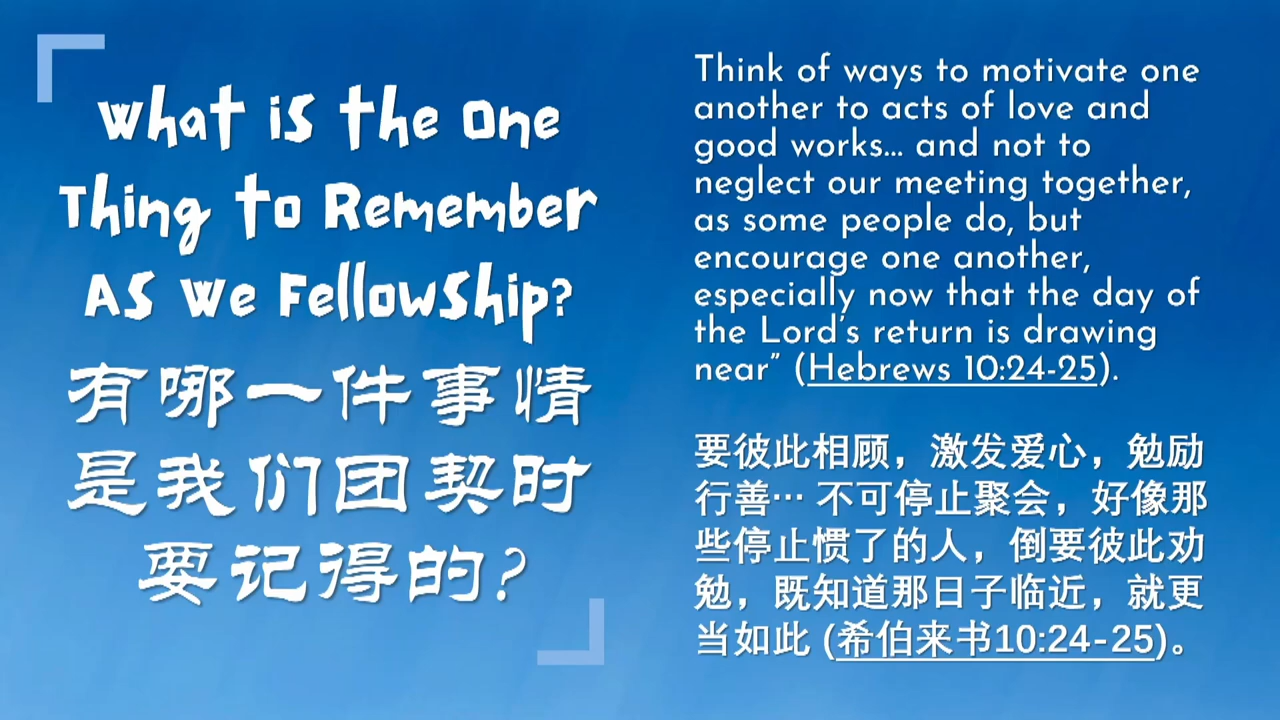 What is the One
Thing to Remember
As We Fellowship?
有哪一件事情
是我们团契时
要记得的?
Think of ways to motivate one
another to acts of love and
good works... and not to
neglect our meeting together,
as some people do, but
encourage one another,
especially now that the day of
the Lord’s return is drawing
near” (Hebrews 10:24-25).
要彼此相顾，激发爱心，勉励
行善… 不可停止聚会，好像那
些停止惯了的人，倒要彼此劝
勉，既知道那日子临近，就更
当如此 (希伯来书10:24-25)。